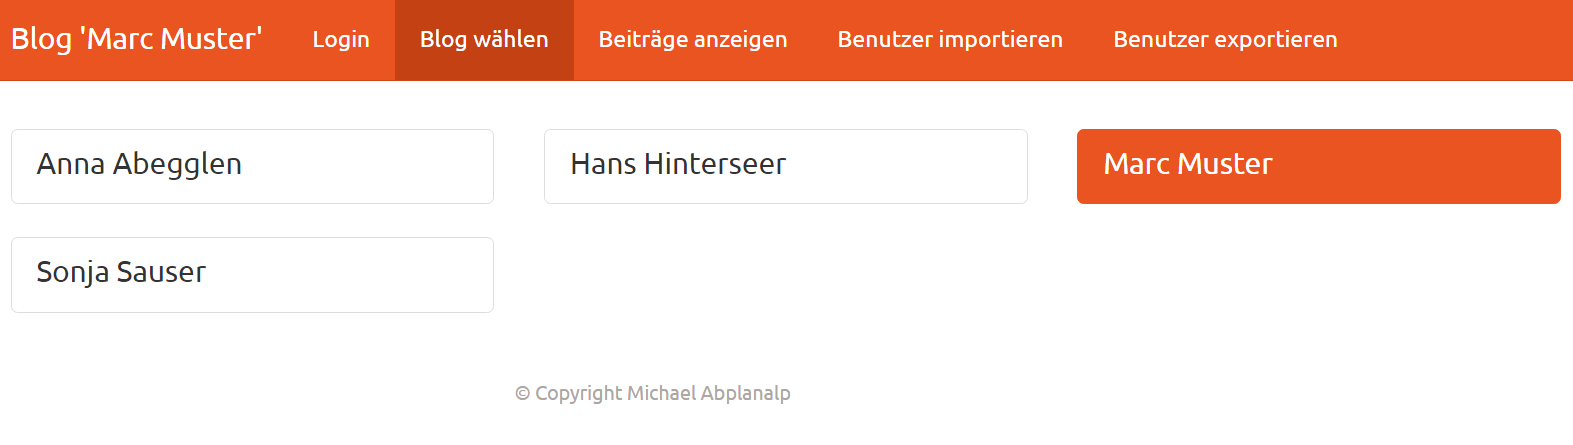 Blog 'Marc Muster' Login Blog wählen Beiträge anzeigen Benutzer importieren Benutzer exportieren
Anna Abegglen Hans Hinterseer Marc Muster
Sonja Sauser
© Copyright Michael Abplanalp